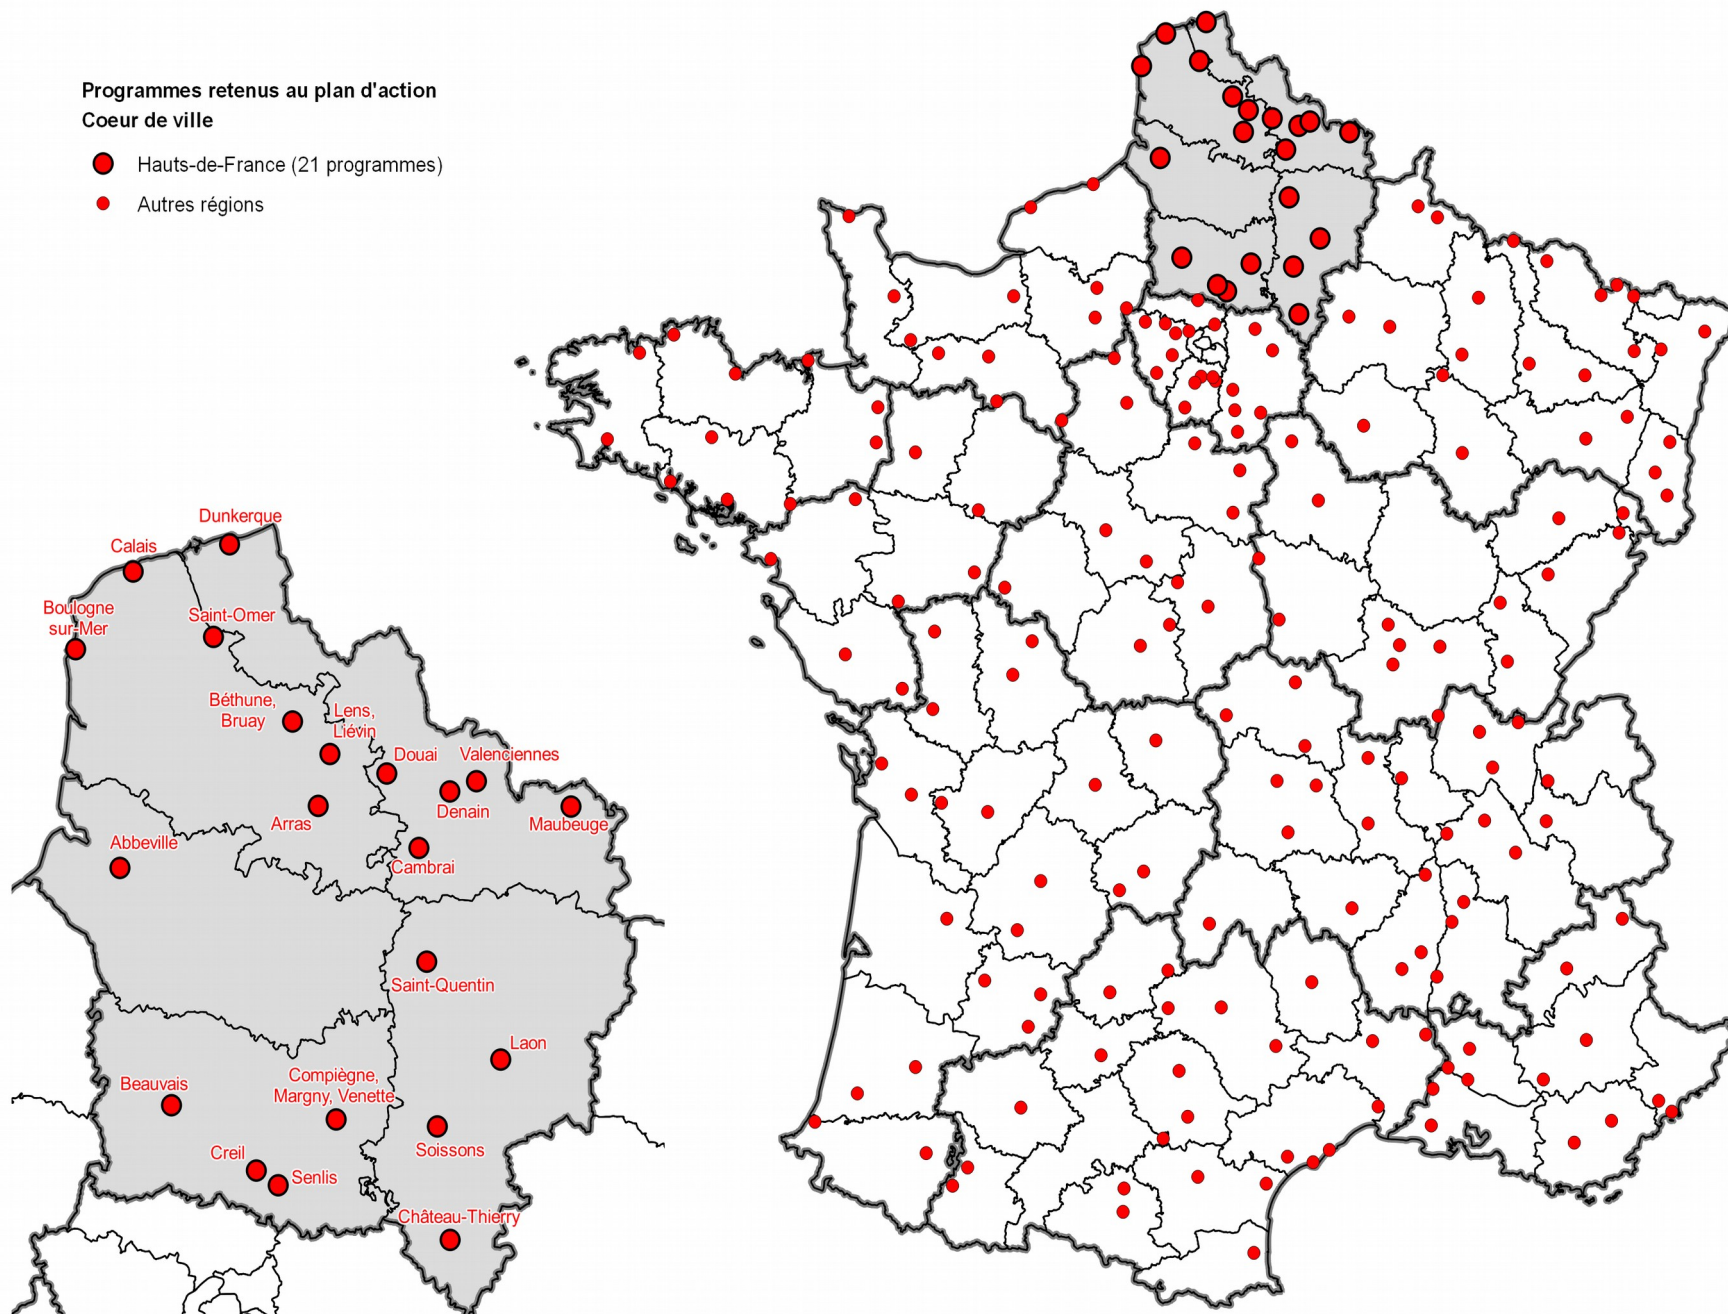 Programmes retenus au plan d'action
Coeur de ville
Hauts-de-France (21 programmes)
Autres régions
Dunkerque
Calais
Boulogne
sur-Mer
Saint-Omer
Béthune,
Bruay
Lens,
Liévin
Douai
Valenciennes
Denain
Maubeuge
Arras
Abbeville
Cambrai
Saint-Quentin
Laon
Beauvais
Compiègne,
Margny, Venette
Soissons
Creil
Senlis
Château-Thierry